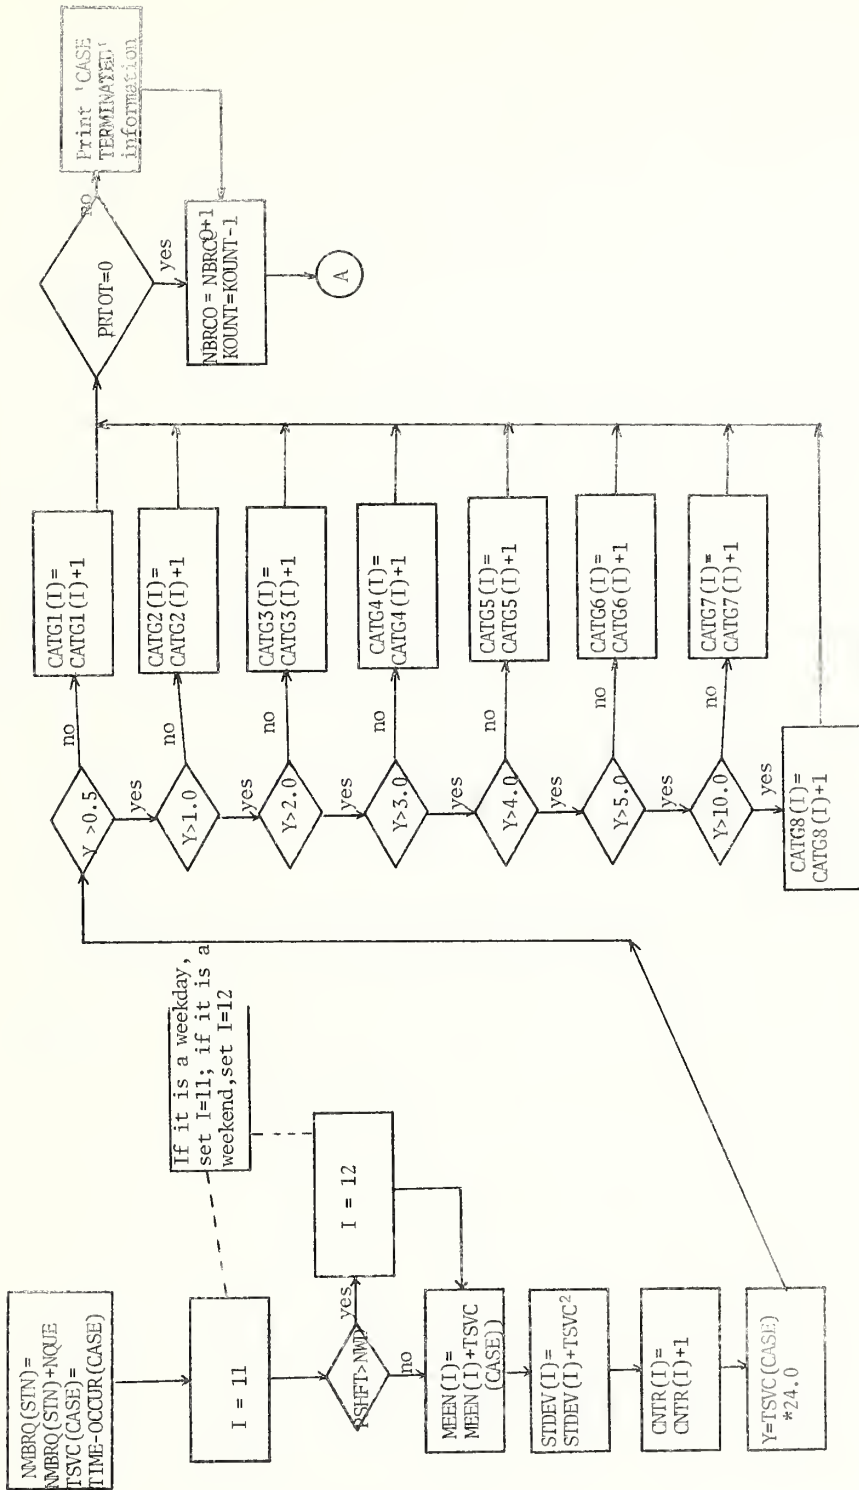 NMBRQ(STN)=
NMBRQ(STN)+NQUE
TSVC(CASE)=
TIME-OCCUR(CASE)
I = 11
If it is a weekday,
set I=11; if it is a
weekend,set I=12
PSHFT>NWD
yes
no
I = 12
MEEN(I)=
MEEN(I)+TSVC
(CASE))
STDEV(I)=
STDEV(I)+TSVC²
CNTR(I)=
CNTR(I)+1
Y=TSVC(CASE)
*24.0
Y >0.5
no
yes
CATG1(I)=
CATG1(I)+1
Y>1.0
no
yes
CATG2(I)=
CATG2(I)+1
Y>2.0
no
yes
CATG3(I)=
CATG3(I)+1
Y>3.0
no
yes
CATG4(I)=
CATG4(I)+1
Y>4.0
no
yes
CATG5(I)=
CATG5(I)+1
Y>5.0
no
yes
CATG6(I)=
CATG6(I)+1
Y>10.0
no
yes
CATG7(I)=
CATG7(I)+1
CATG8(I)=
CATG8(I)+1
PRTOT=0
no
yes
Print 'CASE
TERMINATED'
information
NBRCO = NBRCO+1
KOUNT=KOUNT-1
A